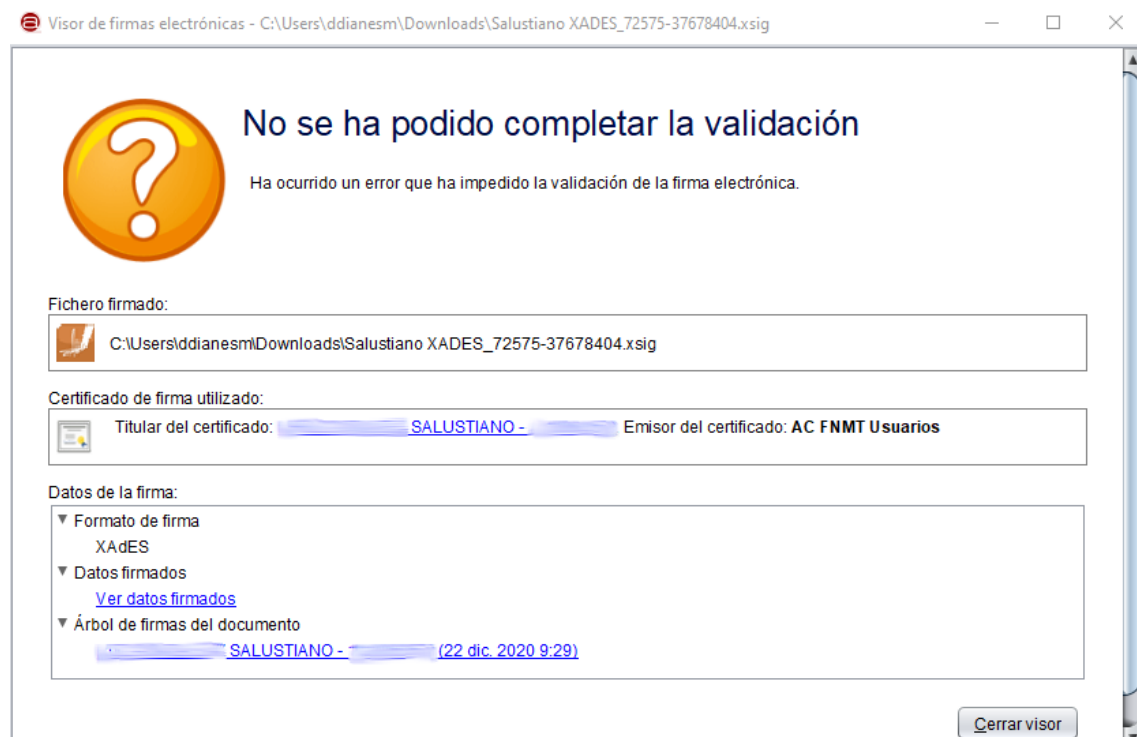 Visor de firmas electrónicas - C:\Users\ddianesm\Downloads\Salustiano XADES_72575-37678404.xsig
No se ha podido completar la validación
Ha ocurrido un error que ha impedido la validación de la firma electrónica.
Fichero firmado:
C:\Users\ddianesm\Downloads\Salustiano XADES_72575-37678404.xsig
Certificado de firma utilizado:
Titular del certificado: SALUSTIANO - Emisor del certificado: AC FNMT Usuarios
Datos de la firma:
Formato de firma
XAdES
Datos firmados
Ver datos firmados
Árbol de firmas del documento
SALUSTIANO - (22 dic. 2020 9:29)
Cerrar visor